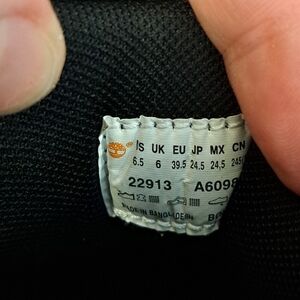 US UK EU JP MX CN
6.5 6 39.5 24.5 24.5 245
22913 A6098
MADE IN BANGLADESH